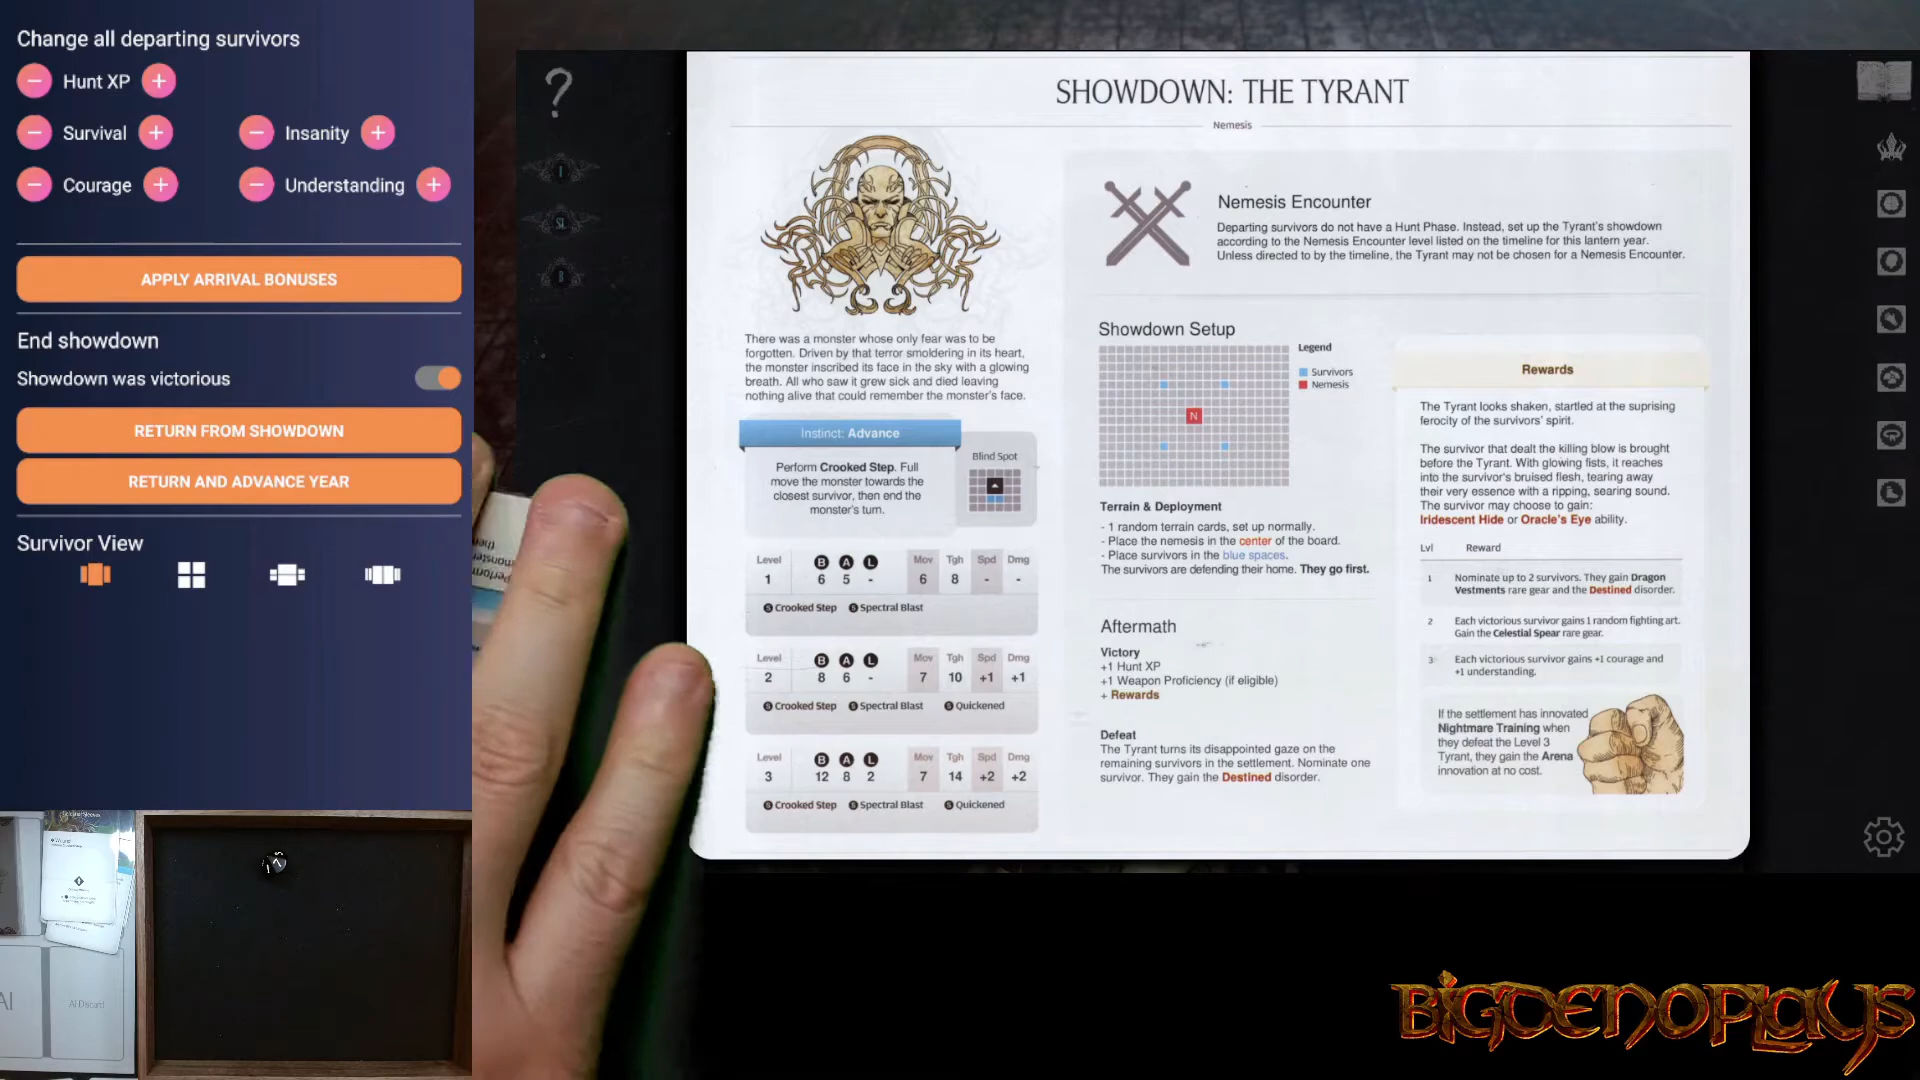 Change all departing survivors
Hunt XP
Survival
Insanity
Courage
Understanding
APPLY ARRIVAL BONUSES
End showdown
Showdown was victorious
RETURN FROM SHOWDOWN
RETURN AND ADVANCE YEAR
Survivor View
AI Discard
SHOWDOWN: THE TYRANT
Nemesis
There was a monster whose only fear was to be
forgotten. Driven by that terror smoldering in its heart,
the monster inscribed its face in the sky with a glowing
breath. All who saw it grew sick and died leaving
nothing alive that could remember the monster's face.
Instinct: Advance
Perform Crooked Step. Full
move the monster towards the
closest survivor, then end the
monster's turn.
Blind Spot
Level B A L Mov Tgh Spd Dmg
1 6 5 - 6 8 - -
S Crooked Step S Spectral Blast
Level B A L Mov Tgh Spd Dmg
2 8 6 - 7 10 +1 +1
S Crooked Step S Spectral Blast S Quickened
Level B A L Mov Tgh Spd Dmg
3 12 8 2 7 14 +2 +2
S Crooked Step S Spectral Blast S Quickened
Nemesis Encounter
Departing survivors do not have a Hunt Phase. Instead, set up the Tyrant's showdown
according to the Nemesis Encounter level listed on the timeline for this lantern year.
Unless directed to by the timeline, the Tyrant may not be chosen for a Nemesis Encounter.
Showdown Setup
Legend
Survivors
Nemesis
N
Terrain & Deployment
- 1 random terrain cards, set up normally.
- Place the nemesis in the center of the board.
- Place survivors in the blue spaces.
The survivors are defending their home. They go first.
Aftermath
Victory
+1 Hunt XP
+1 Weapon Proficiency (if eligible)
+ Rewards
Defeat
The Tyrant turns its disappointed gaze on the
remaining survivors in the settlement. Nominate one
survivor. They gain the Destined disorder.
Rewards
The Tyrant looks shaken, startled at the suprising
ferocity of the survivors' spirit.
The survivor that dealt the killing blow is brought
before the Tyrant. With glowing fists, it reaches
into the survivor's bruised flesh, tearing away
their very essence with a ripping, searing sound.
The survivor may choose to gain:
Iridescent Hide or Oracle's Eye ability.
Lvl Reward
1 Nominate up to 2 survivors. They gain Dragon
Vestments rare gear and the Destined disorder.
2 Each victorious survivor gains 1 random fighting art.
Gain the Celestial Spear rare gear.
3 Each victorious survivor gains +1 courage and
+1 understanding.
If the settlement has innovated
Nightmare Training when
they defeat the Level 3
Tyrant, they gain the Arena
innovation at no cost.
BIGDENOPLAYS